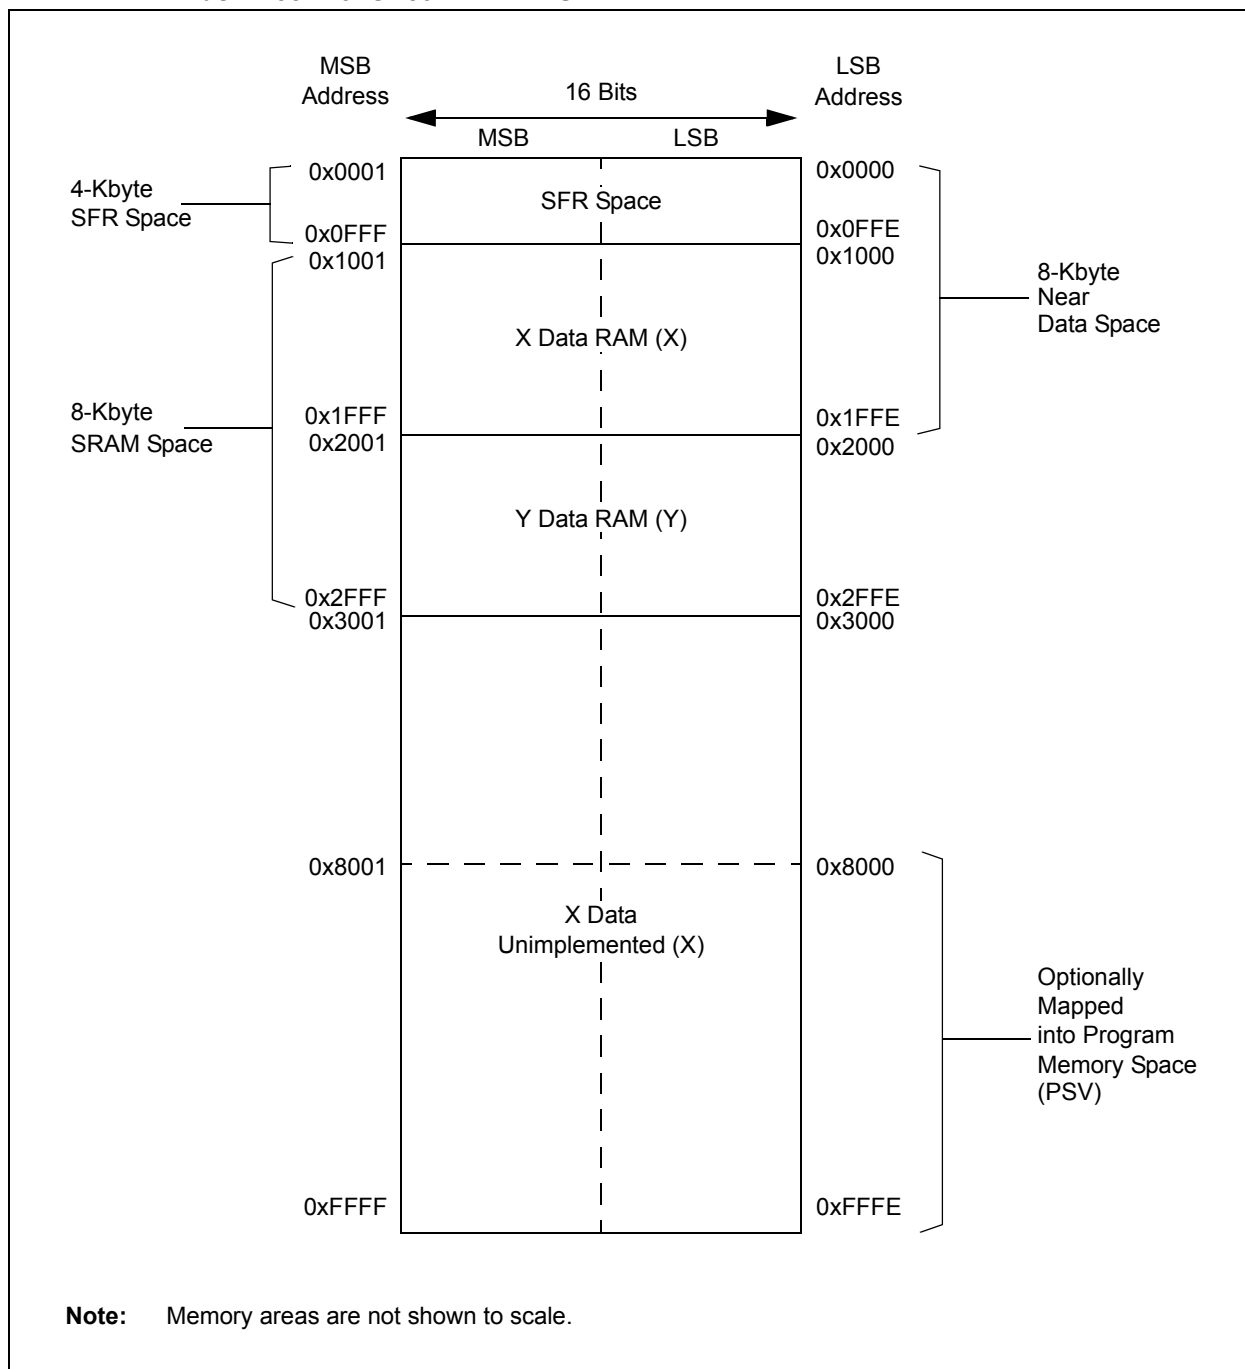 MSB
Address
16 Bits
LSB
Address
MSB
LSB
4-Kbyte
SFR Space
0x0001
0x0FFF
0x1001
SFR Space
0x0000
0x0FFE
0x1000
8-Kbyte
Near
Data Space
X Data RAM (X)
8-Kbyte
SRAM Space
0x1FFF
0x2001
0x1FFE
0x2000
Y Data RAM (Y)
0x2FFF
0x3001
0x2FFE
0x3000
0x8001
0x8000
X Data
Unimplemented (X)
Optionally
Mapped
into Program
Memory Space
(PSV)
0xFFFF
0xFFFE
Note: Memory areas are not shown to scale.